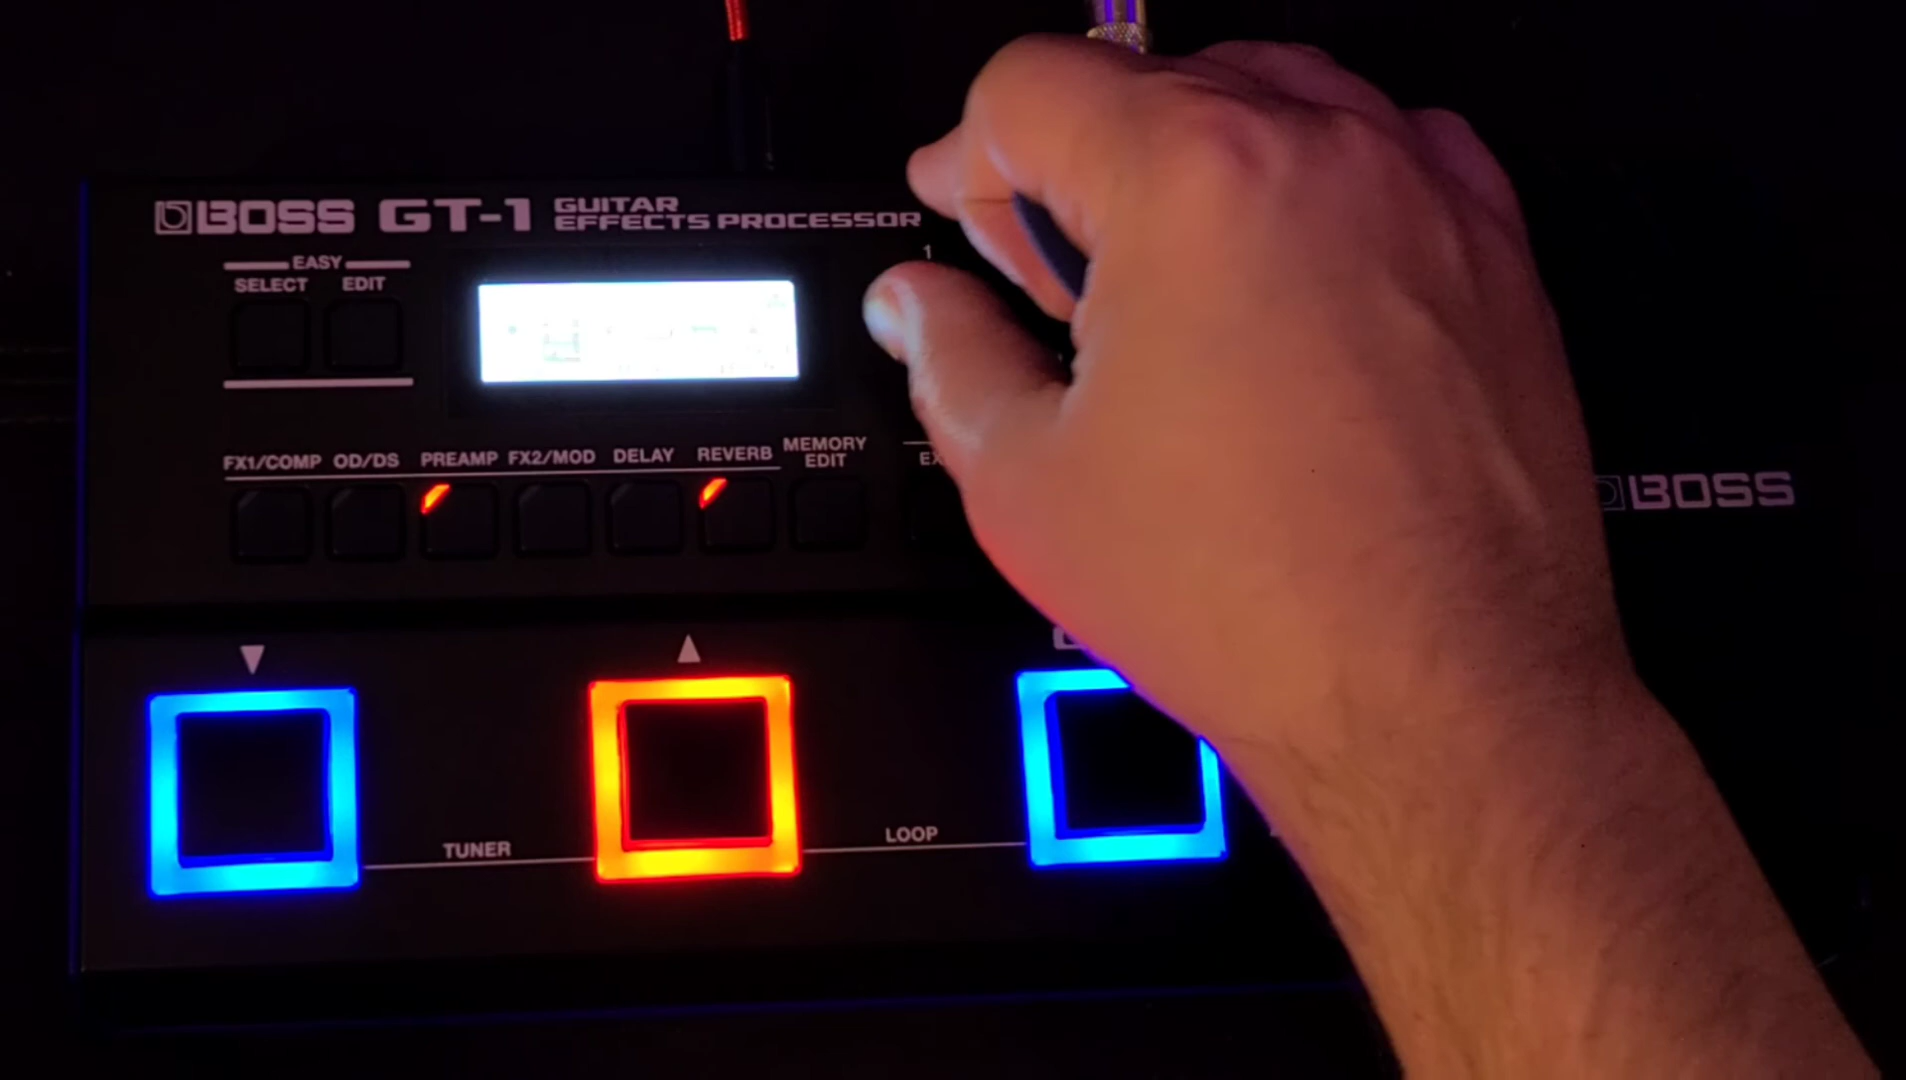 BOSS GT-1 GUITAR
EFFECTS PROCESSOR
1
EASY
SELECT EDIT
FX1/COMP OD/DS PREAMP FX2/MOD DELAY REVERB MEMORY
EDIT
BOSS
▼
▲
TUNER
LOOP